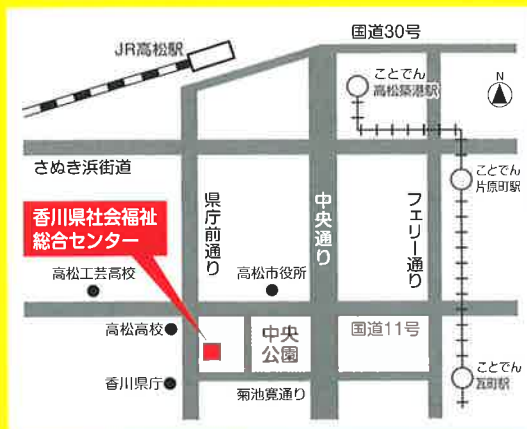 国道30号
JR高松駅
ことでん
高松築港駅
N
さぬき浜街道
ことでん
片原町駅
県庁前通り
中央通り
フェリー通り
香川県社会福祉
総合センター
高松工芸高校
高松市役所
高松高校
中央
公園
国道11号
香川県庁
菊池寛通り
ことでん
瓦町駅